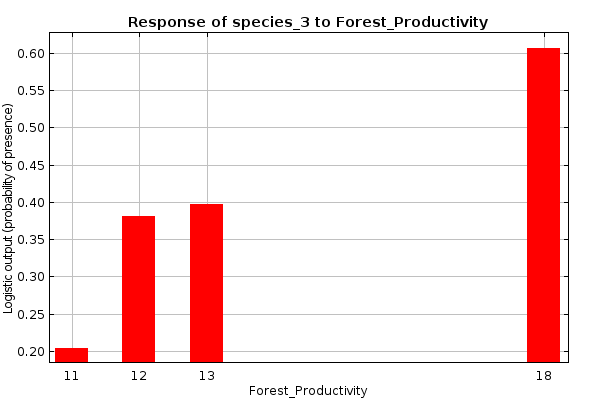 Response of species_3 to Forest_Productivity
Logistic output (probability of presence)
0.60
0.55
0.50
0.45
0.40
0.35
0.30
0.25
0.20
11 12 13 18
Forest_Productivity